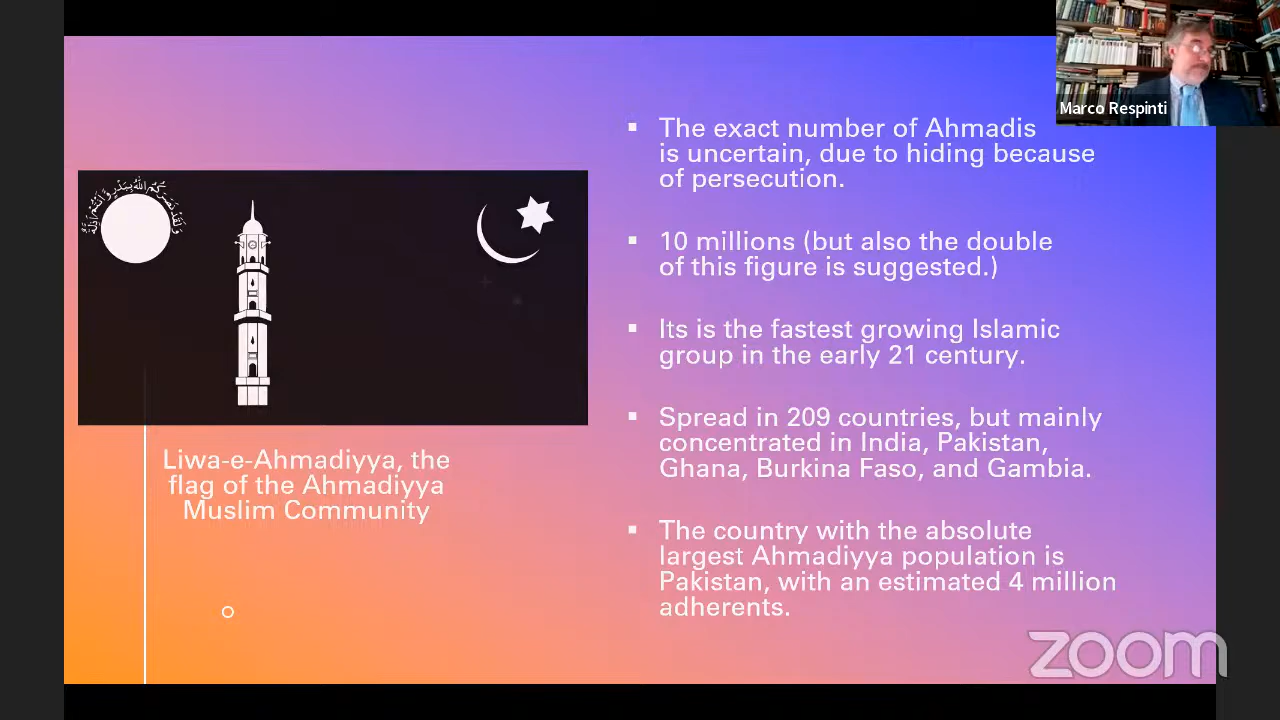 Marco Respinti
وَلَقَدْ نَصَرَكُمُ اللَّهُ بِبَدْرٍ وَأَنْتُمْ أَذِلَّةٌ
Liwa-e-Ahmadiyya, the
flag of the Ahmadiyya
Muslim Community
▪ The exact number of Ahmadis
is uncertain, due to hiding because
of persecution.
▪ 10 millions (but also the double
of this figure is suggested.)
▪ Its is the fastest growing Islamic
group in the early 21 century.
▪ Spread in 209 countries, but mainly
concentrated in India, Pakistan,
Ghana, Burkina Faso, and Gambia.
▪ The country with the absolute
largest Ahmadiyya population is
Pakistan, with an estimated 4 million
adherents.
zoom